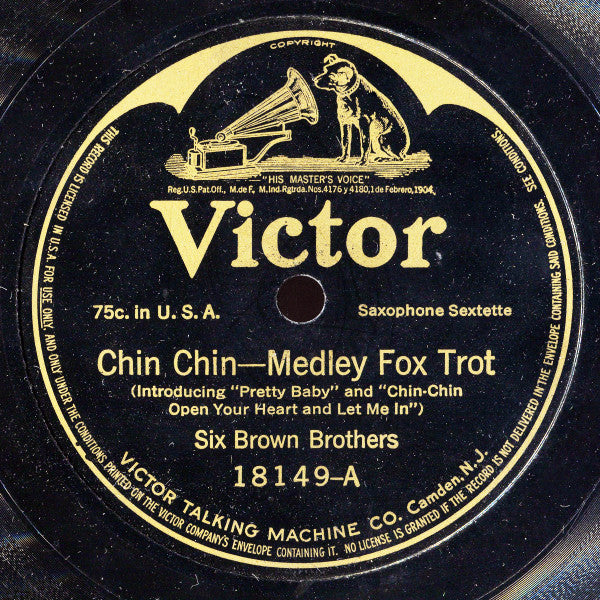 COPYRIGHT
"HIS MASTER'S VOICE"
Reg.U.S.Pat.Off., M.de F., M.Ind.Rgtrda.Nos.4176 y 4180,1 de Febrero,1904.
Victor
75c. in U. S. A.
Saxophone Sextette
Chin Chin—Medley Fox Trot
(Introducing "Pretty Baby" and "Chin-Chin
Open Your Heart and Let Me In")
Six Brown Brothers
18149-A
VICTOR TALKING MACHINE CO. Camden, N.J.
THIS RECORD IS LICENSED IN U.S.A. FOR USE ONLY, AND ONLY UNDER THE CONDITIONS PRINTED ON THE VICTOR COMPANY'S ENVELOPE CONTAINING IT. NO LICENSE IS GRANTED IF THE RECORD IS NOT DELIVERED IN THE ENVELOPE CONTAINING SAID CONDITIONS. SEE CONDITIONS.